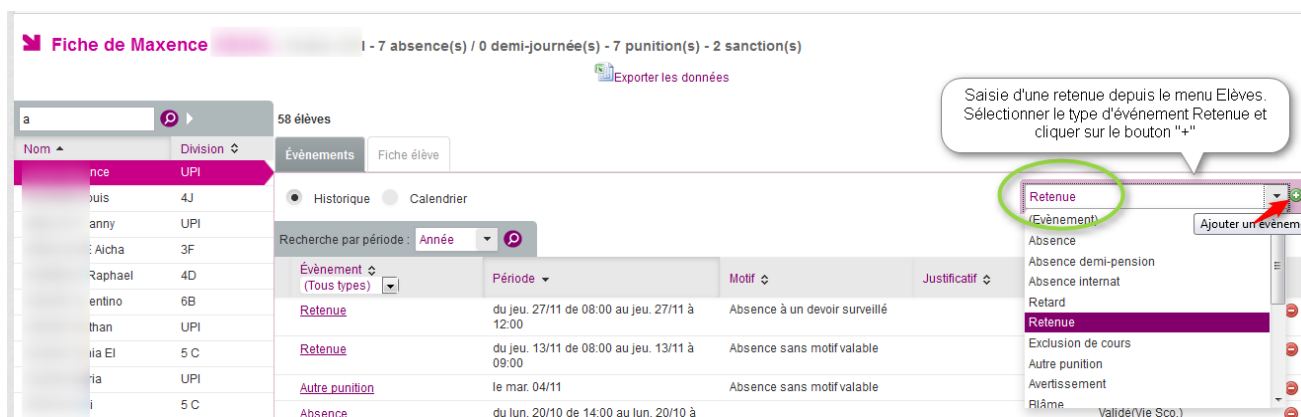 Fiche de Maxence l - 7 absence(s) / 0 demi-journée(s) - 7 punition(s) - 2 sanction(s)
Exporter les données
Saisie d'une retenue depuis le menu Elèves.
Sélectionner le type d'événement Retenue et
cliquer sur le bouton "+"
a
58 élèves
Nom Division
Évènements Fiche élève
nce UPI
ouis 4J
Historique Calendrier
Retenue
anny UPI
(Evènement)
Ajouter un évènem
Recherche par période : Année
Absence
Aicha 3F
Absence demi-pension
Raphael 4D
Évènement
(Tous types)
Période Motif Justificatif
Absence internat
entino 6B
Retard
Retenue du jeu. 27/11 de 08:00 au jeu. 27/11 à
12:00
Absence à un devoir surveillé
Retenue
than UPI
Exclusion de cours
Retenue du jeu. 13/11 de 08:00 au jeu. 13/11 à
09:00
Absence sans motif valable
ia El 5 C
Autre punition
ria UPI
Autre punition le mar. 04/11 Absence sans motif valable
Avertissement
i 5 C
Blâme
Absence du lun. 20/10 de 14:00 au lun. 20/10 à
Validé(Vie Sco.)